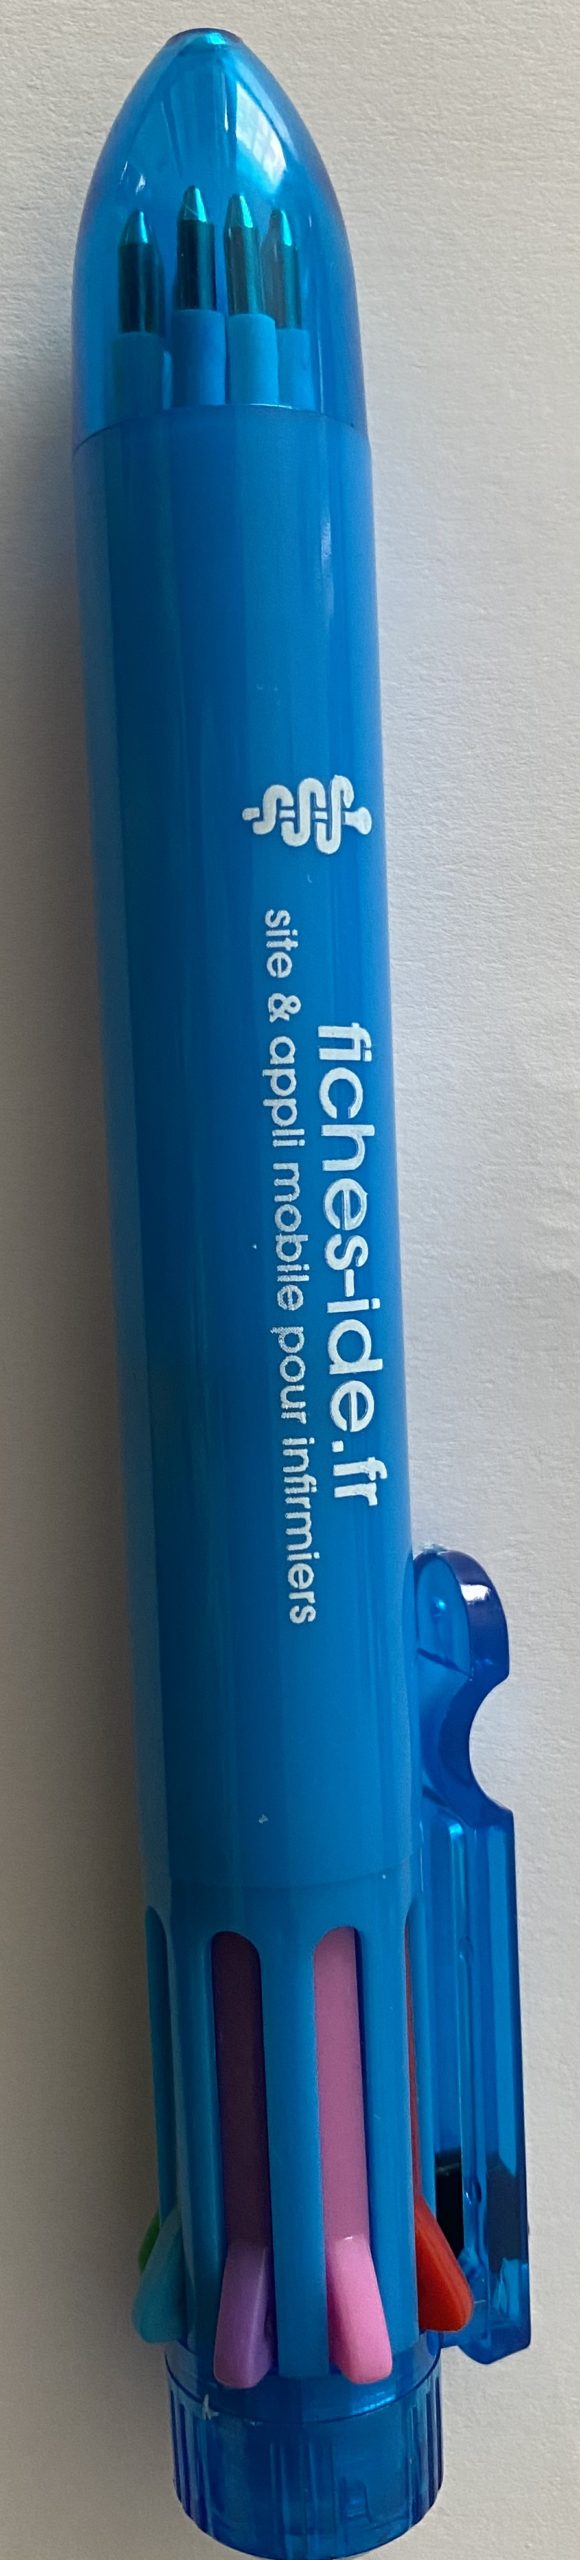 fiches-ide.fr
site & appli mobile pour infirmiers